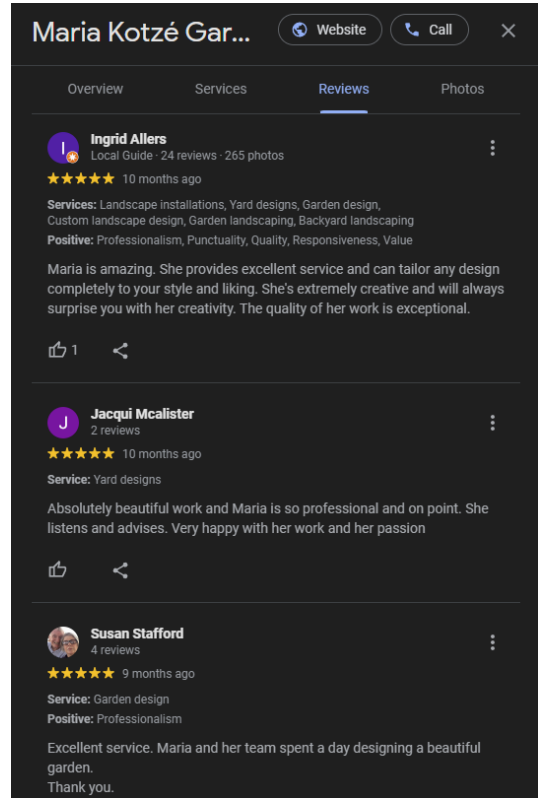 Maria Kotzé Gar...
Website
Call
Overview
Services
Reviews
Photos
I
Ingrid Allers
Local Guide · 24 reviews · 265 photos
10 months ago
Services: Landscape installations, Yard designs, Garden design,
Custom landscape design, Garden landscaping, Backyard landscaping
Positive: Professionalism, Punctuality, Quality, Responsiveness, Value
Maria is amazing. She provides excellent service and can tailor any design
completely to your style and liking. She's extremely creative and will always
surprise you with her creativity. The quality of her work is exceptional.
1
J
Jacqui Mcalister
2 reviews
10 months ago
Service: Yard designs
Absolutely beautiful work and Maria is so professional and on point. She
listens and advises. Very happy with her work and her passion
Susan Stafford
4 reviews
9 months ago
Service: Garden design
Positive: Professionalism
Excellent service. Maria and her team spent a day designing a beautiful
garden.
Thank you.